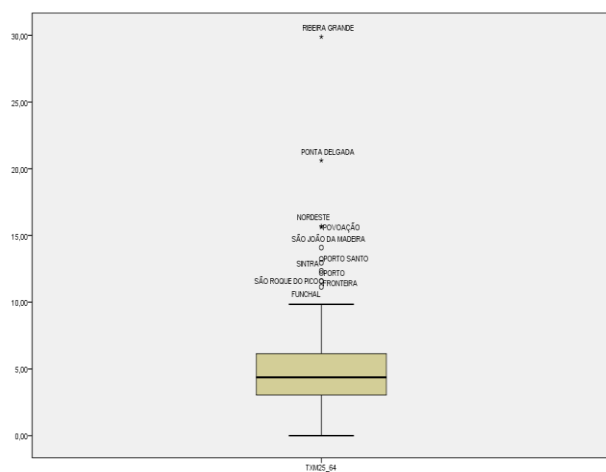 30,00
RIBEIRA GRANDE
25,00
PONTA DELGADA
20,00
NORDESTE
POVOAÇÃO
15,00
SÃO JOÃO DA MADEIRA
PORTO SANTO
SINTRA
PORTO
SÃO ROQUE DO PICO
FRONTEIRA
10,00
FUNCHAL
5,00
0,00
TXM25_64